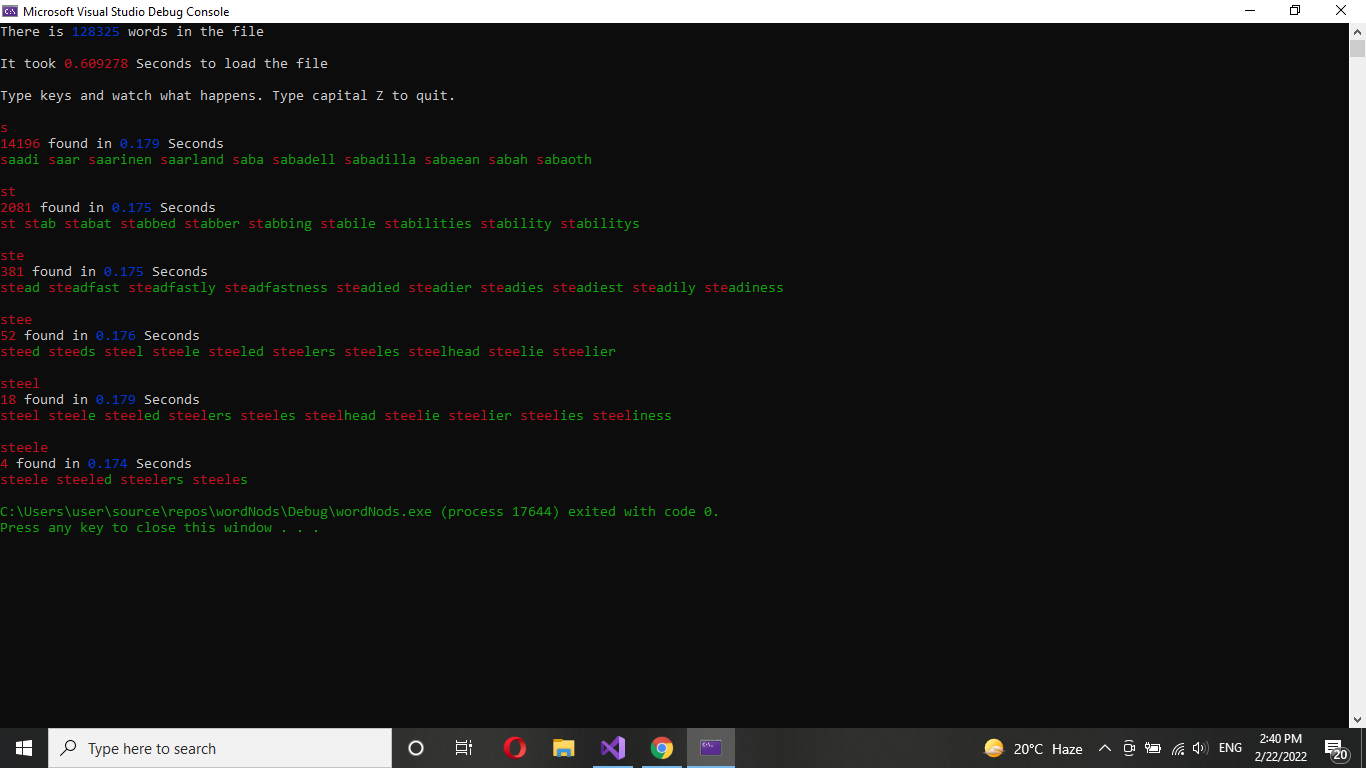 Microsoft Visual Studio Debug Console
There is 128325 words in the file
It took 0.609278 Seconds to load the file
Type keys and watch what happens. Type capital Z to quit.
s
14196 found in 0.179 Seconds
saadi saar saarinen saarland saba sabadell sabadilla sabaean sabah sabaoth
st
2081 found in 0.175 Seconds
st stab stabat stabbed stabber stabbing stabile stabilities stability stabilitys
ste
381 found in 0.175 Seconds
stead steadfast steadfastly steadfastness steadied steadier steadies steadiest steadily steadiness
stee
52 found in 0.176 Seconds
steed steeds steel steele steeled steelers steeles steelhead steelie steelier
steel
18 found in 0.179 Seconds
steel steele steeled steelers steeles steelhead steelie steelier steelies steeliness
steele
4 found in 0.174 Seconds
steele steeled steelers steeles
C:\Users\user\source\repos\wordNods\Debug\wordNods.exe (process 17644) exited with code 0.
Press any key to close this window . . .
Type here to search
20°C Haze
ENG
2:40 PM
2/22/2022
20